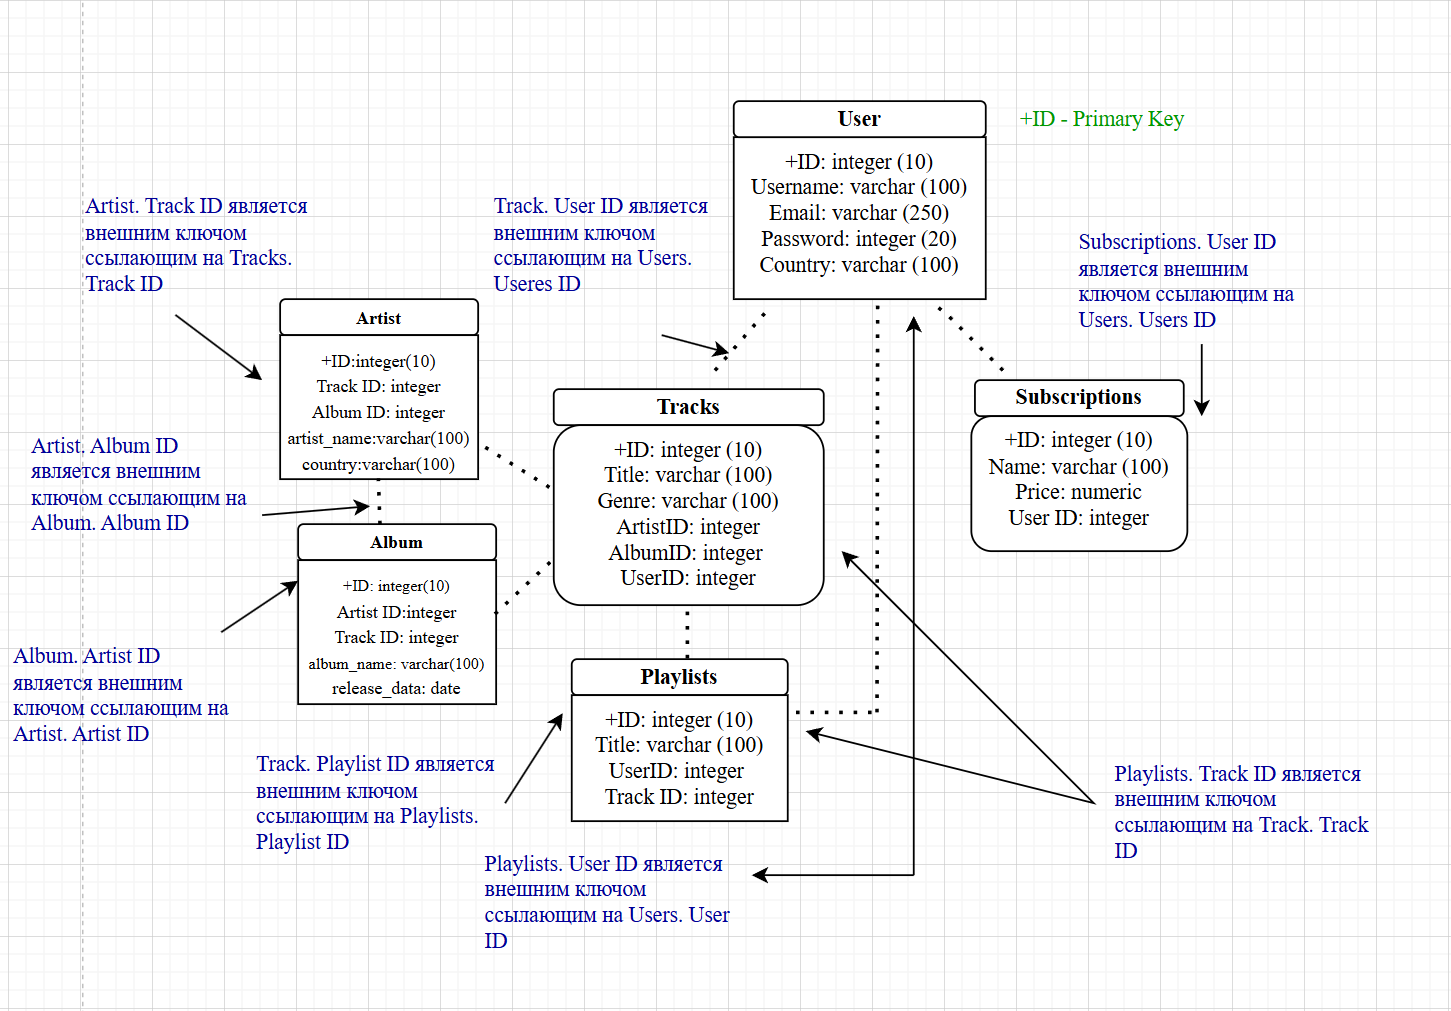 User
+ID: integer (10)
Username: varchar (100)
Email: varchar (250)
Password: integer (20)
Country: varchar (100)
+ID - Primary Key
Artist. Track ID является
внешним ключом
ссылающим на Tracks.
Track ID
Track. User ID является
внешним ключом
ссылающим на Users.
Useres ID
Subscriptions. User ID
является внешним
ключом ссылающим на
Users. Users ID
Artist
+ID:integer(10)
Track ID: integer
Album ID: integer
artist_name:varchar(100)
country:varchar(100)
Tracks
+ID: integer (10)
Title: varchar (100)
Genre: varchar (100)
ArtistID: integer
AlbumID: integer
UserID: integer
Subscriptions
+ID: integer (10)
Name: varchar (100)
Price: numeric
User ID: integer
Artist. Album ID
является внешним
ключом ссылающим на
Album. Album ID
Album
+ID: integer(10)
Artist ID:integer
Track ID: integer
album_name: varchar(100)
release_data: date
Album. Artist ID
является внешним
ключом ссылающим на
Artist. Artist ID
Playlists
+ID: integer (10)
Title: varchar (100)
UserID: integer
Track ID: integer
Track. Playlist ID является
внешним ключом
ссылающим на Playlists.
Playlist ID
Playlists. Track ID является
внешним ключом
ссылающим на Track. Track
ID
Playlists. User ID является
внешним ключом
ссылающим на Users. User
ID